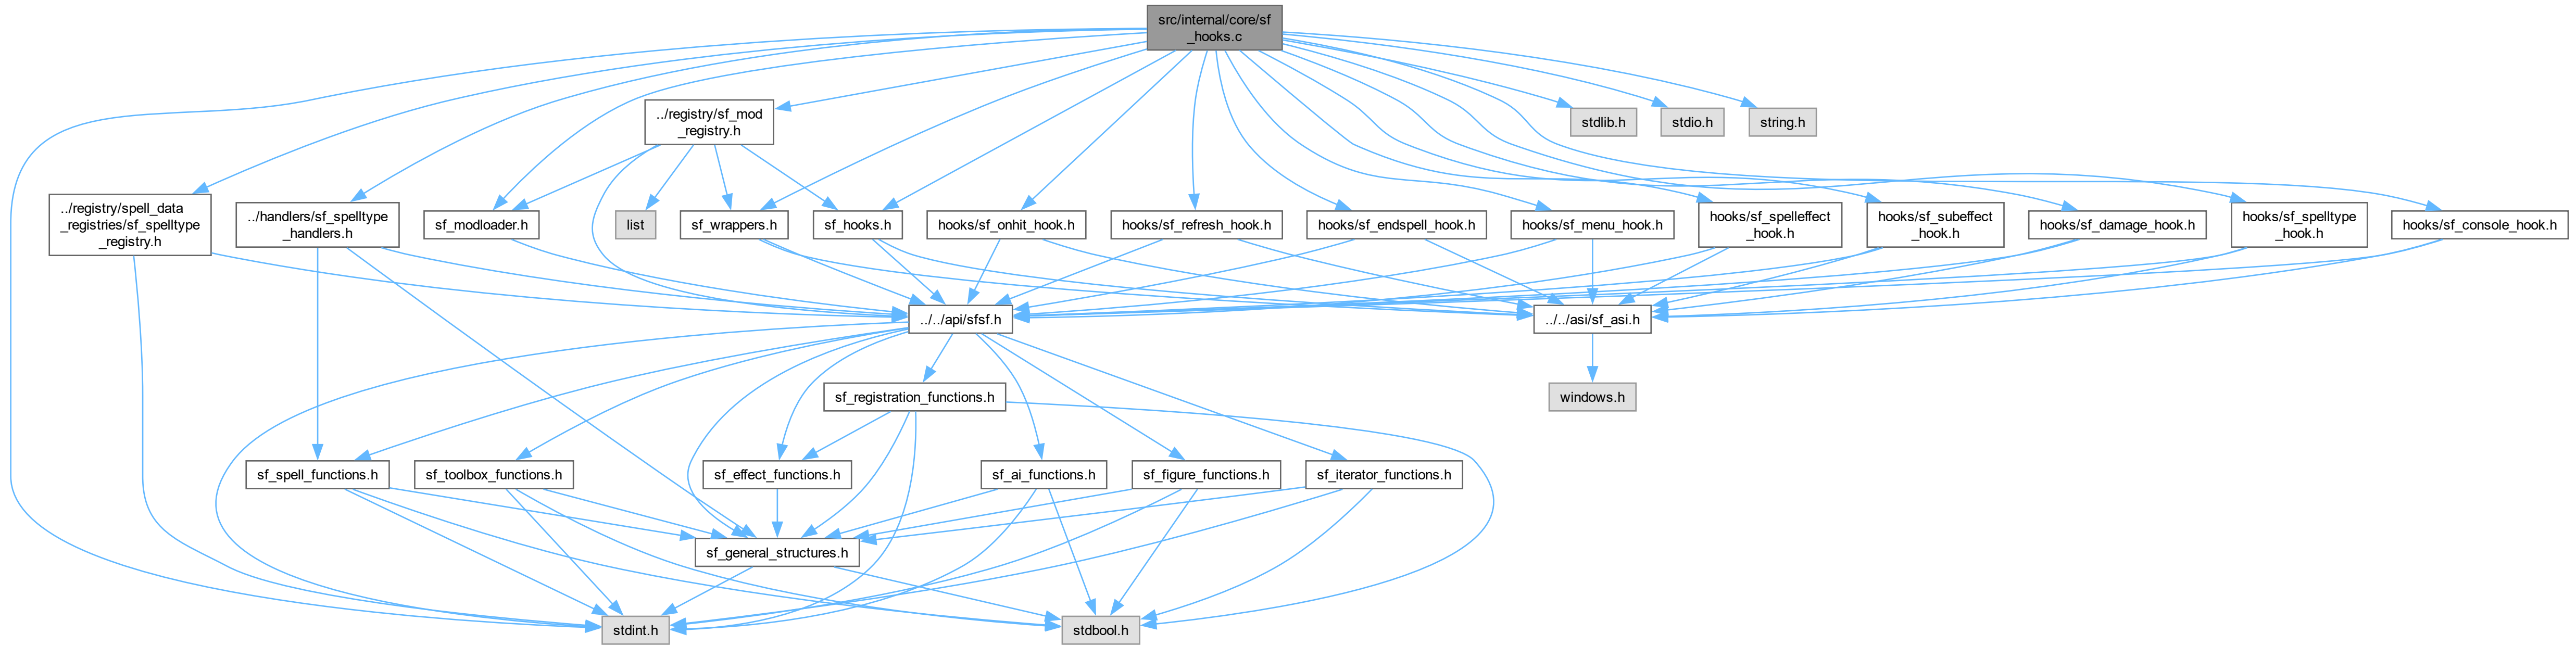 src/internal/core/sf
_hooks.c
../registry/sf_mod
_registry.h
stdlib.h
stdio.h
string.h
../registry/spell_data
_registries/sf_spelltype
_registry.h
../handlers/sf_spelltype
_handlers.h
sf_modloader.h
list
sf_wrappers.h
sf_hooks.h
hooks/sf_onhit_hook.h
hooks/sf_refresh_hook.h
hooks/sf_endspell_hook.h
hooks/sf_menu_hook.h
hooks/sf_spelleffect
_hook.h
hooks/sf_subeffect
_hook.h
hooks/sf_damage_hook.h
hooks/sf_spelltype
_hook.h
hooks/sf_console_hook.h
../../api/sfsf.h
../../asi/sf_asi.h
sf_registration_functions.h
windows.h
sf_spell_functions.h
sf_toolbox_functions.h
sf_effect_functions.h
sf_ai_functions.h
sf_figure_functions.h
sf_iterator_functions.h
sf_general_structures.h
stdint.h
stdbool.h